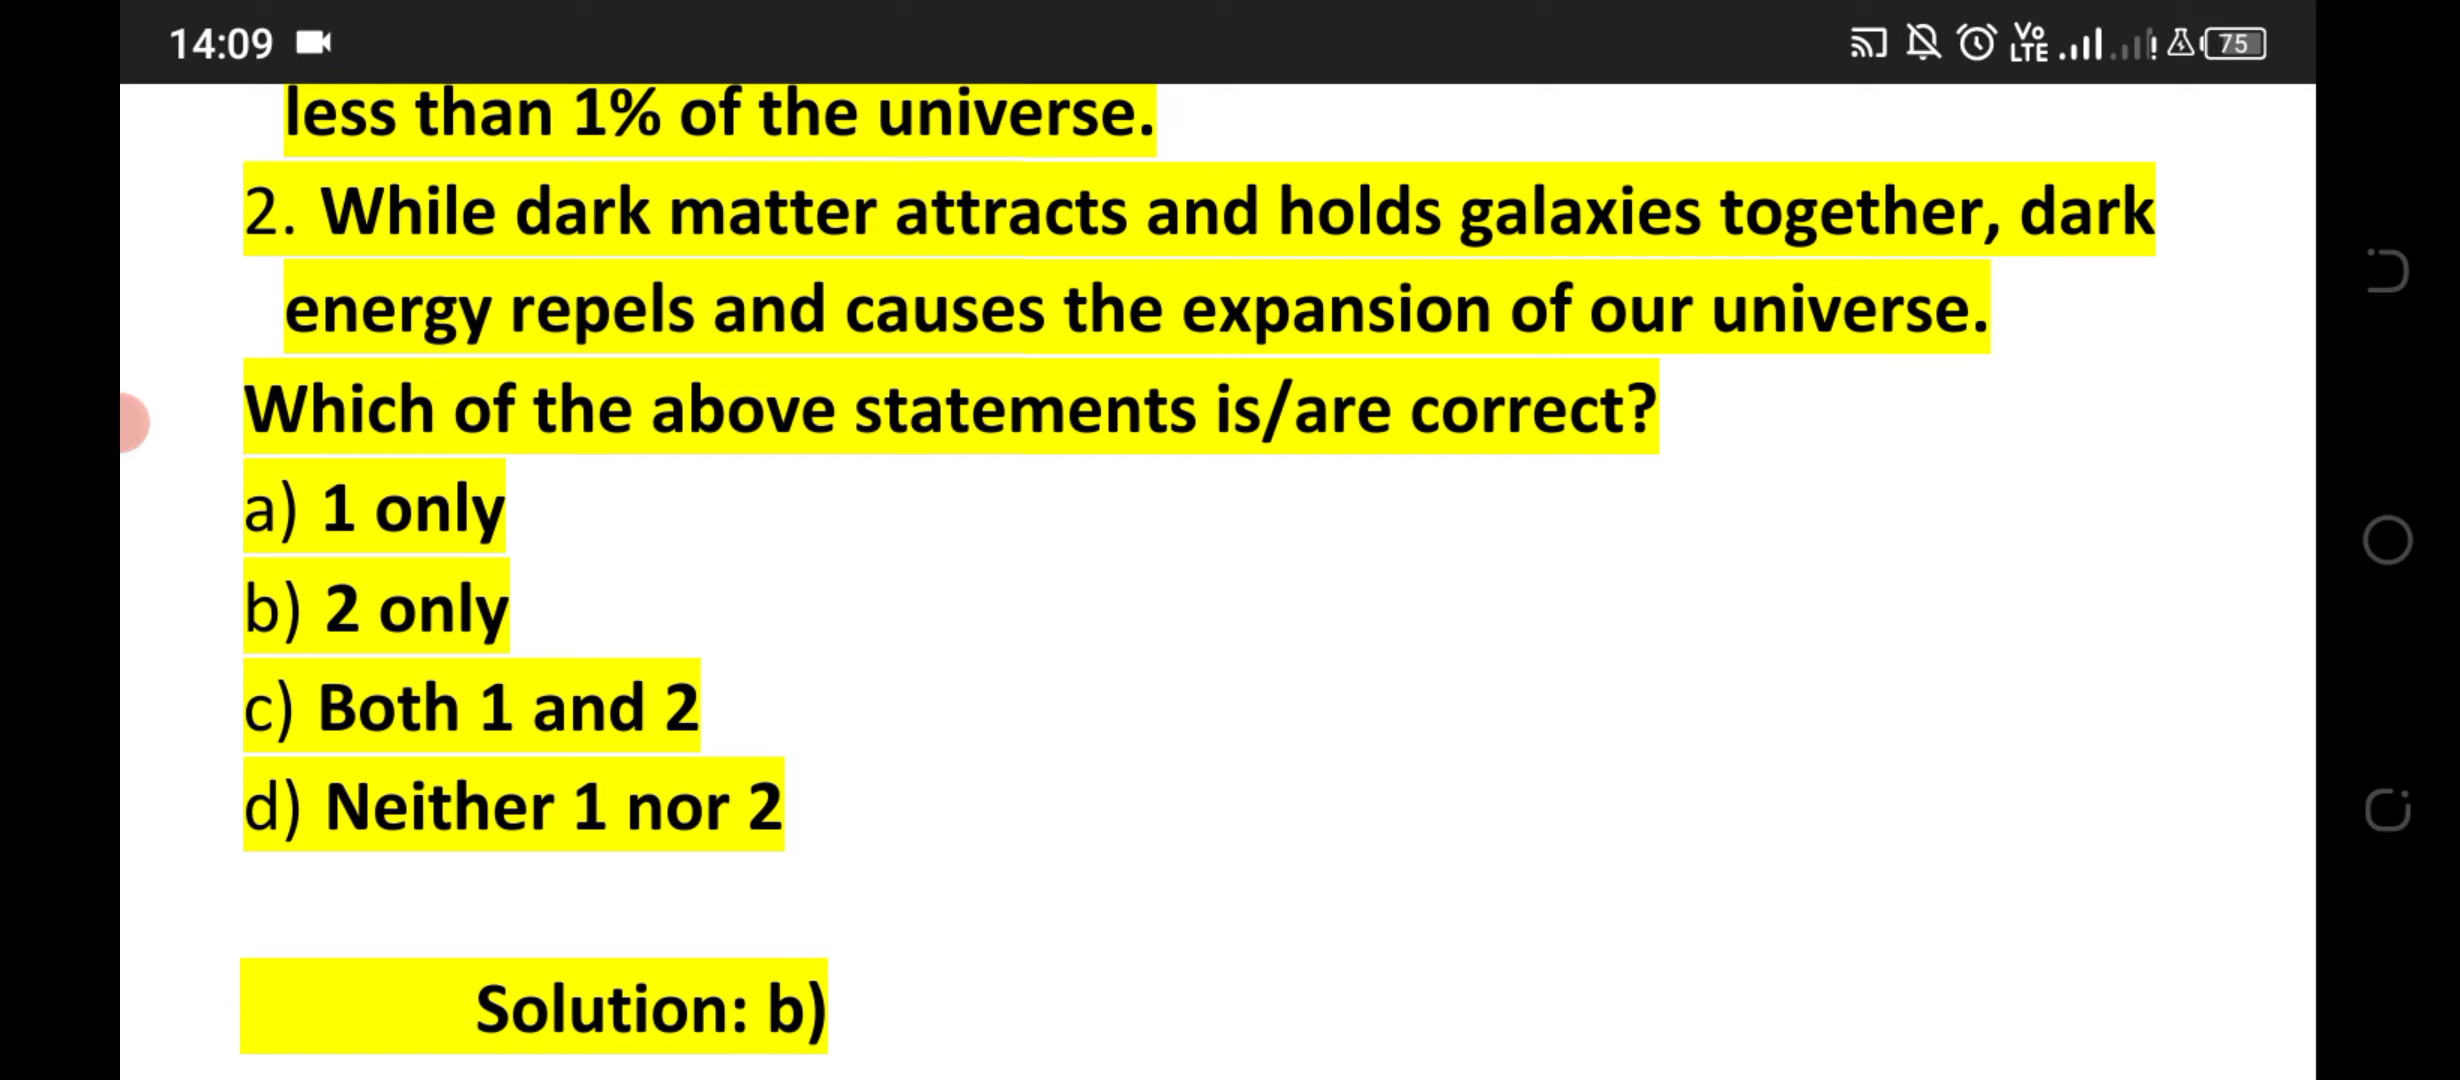 14:09 Vo LTE 75
less than 1% of the universe.
2. While dark matter attracts and holds galaxies together, dark
energy repels and causes the expansion of our universe.
Which of the above statements is/are correct?
a) 1 only
b) 2 only
c) Both 1 and 2
d) Neither 1 nor 2
Solution: b)